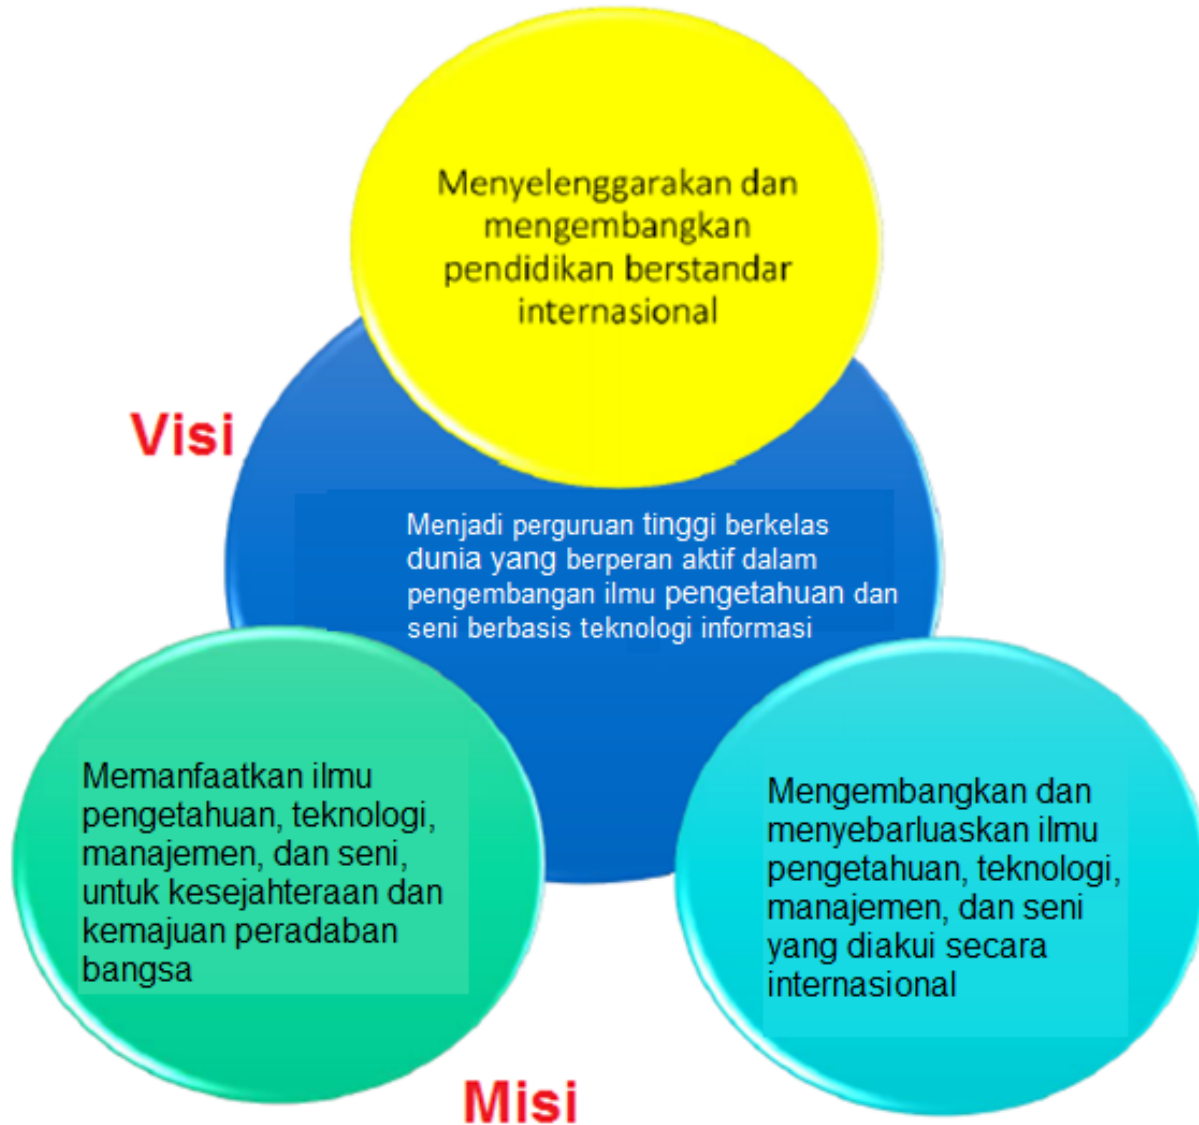 Menyelenggarakan dan
mengembangkan
pendidikan berstandar
internasional
Visi
Menjadi perguruan tinggi berkelas
dunia yang berperan aktif dalam
pengembangan ilmu pengetahuan dan
seni berbasis teknologi informasi
Memanfaatkan ilmu
pengetahuan, teknologi,
manajemen, dan seni,
untuk kesejahteraan dan
kemajuan peradaban
bangsa
Mengembangkan dan
menyebarluaskan ilmu
pengetahuan, teknologi,
manajemen, dan seni
yang diakui secara
internasional
Misi